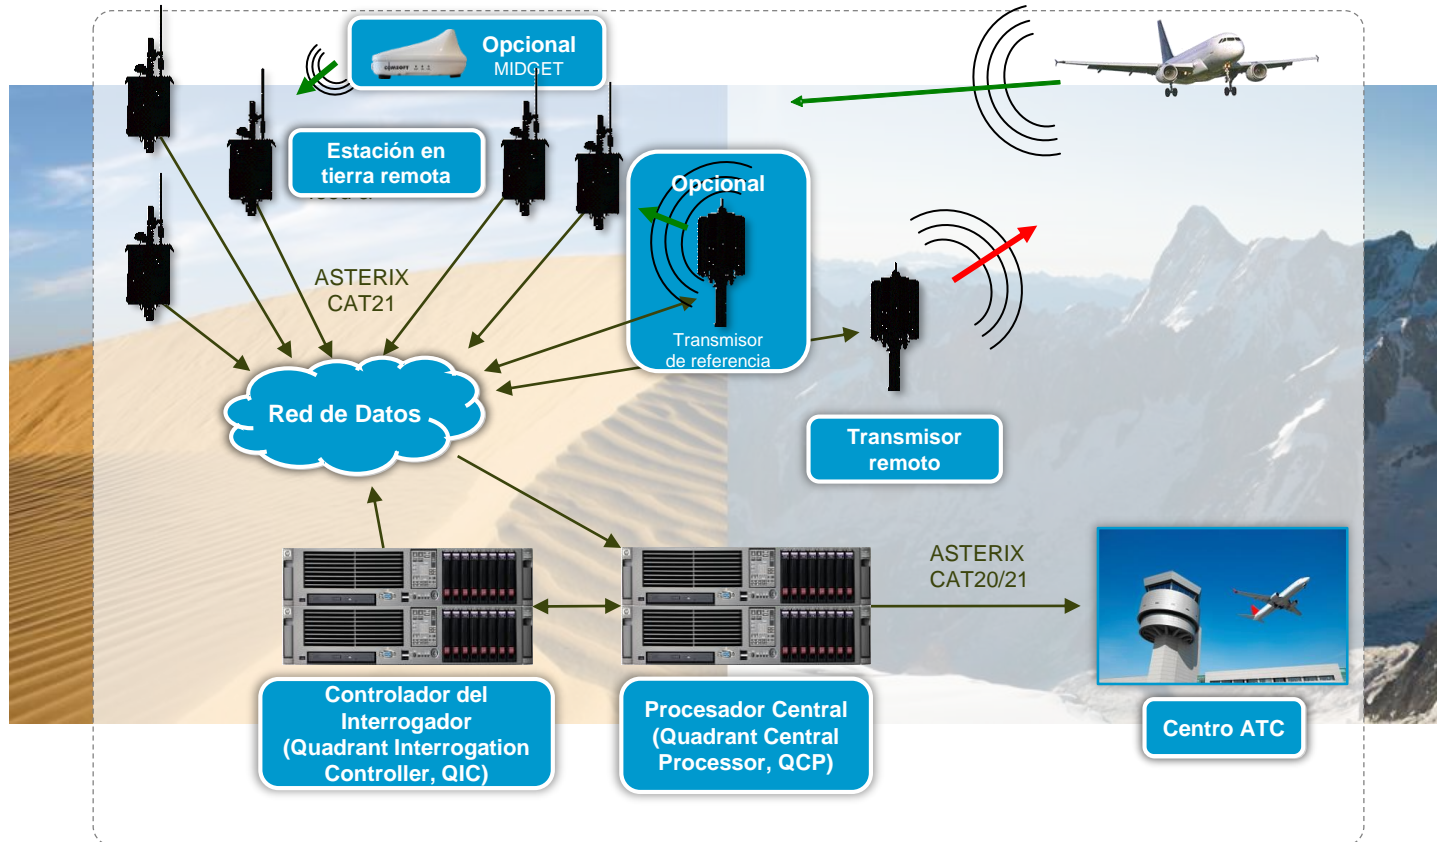 Opcional
MIDGET
COMSOFT
Estación en
tierra remota
Opcional
ASTERIX
CAT21
Transmisor
de referencia
Red de Datos
Transmisor
remoto
ASTERIX
CAT20/21
Controlador del
Interrogador
(Quadrant Interrogation
Controller, QIC)
Procesador Central
(Quadrant Central
Processor, QCP)
Centro ATC